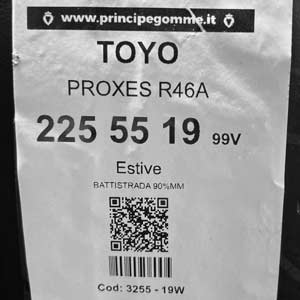 www.principegomme.it
TOYO
PROXES R46A
225 55 19 99V
Estive
BATTISTRADA 90%MM
Cod: 3255 - 19W